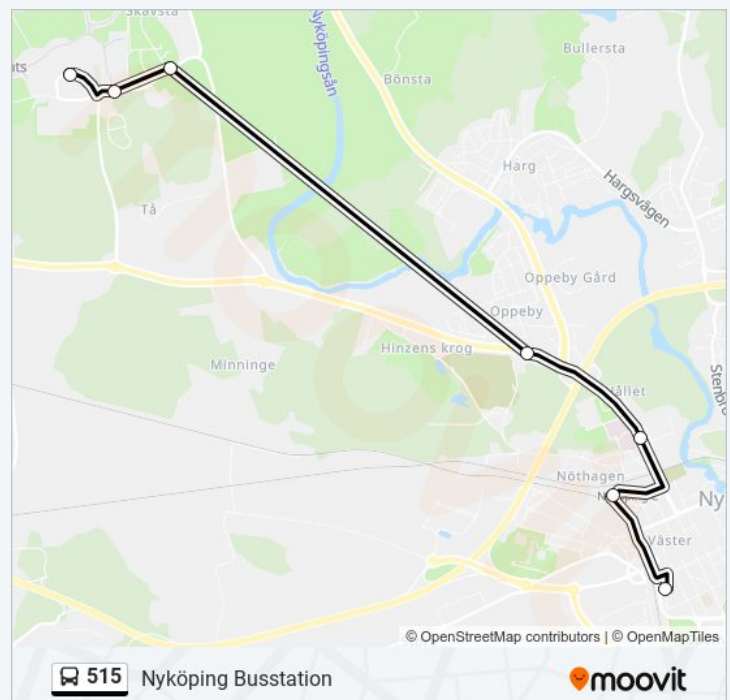 Skavsta
Nyköpingsån
Bullersta
Bönsta
Harg
Hargsvägen
Tå
Oppeby Gård
Oppeby
Hinzens krog
Minninge
Nöthagen
Väster
© OpenStreetMap contributors | © OpenMapTiles
515 Nyköping Busstation
moovit